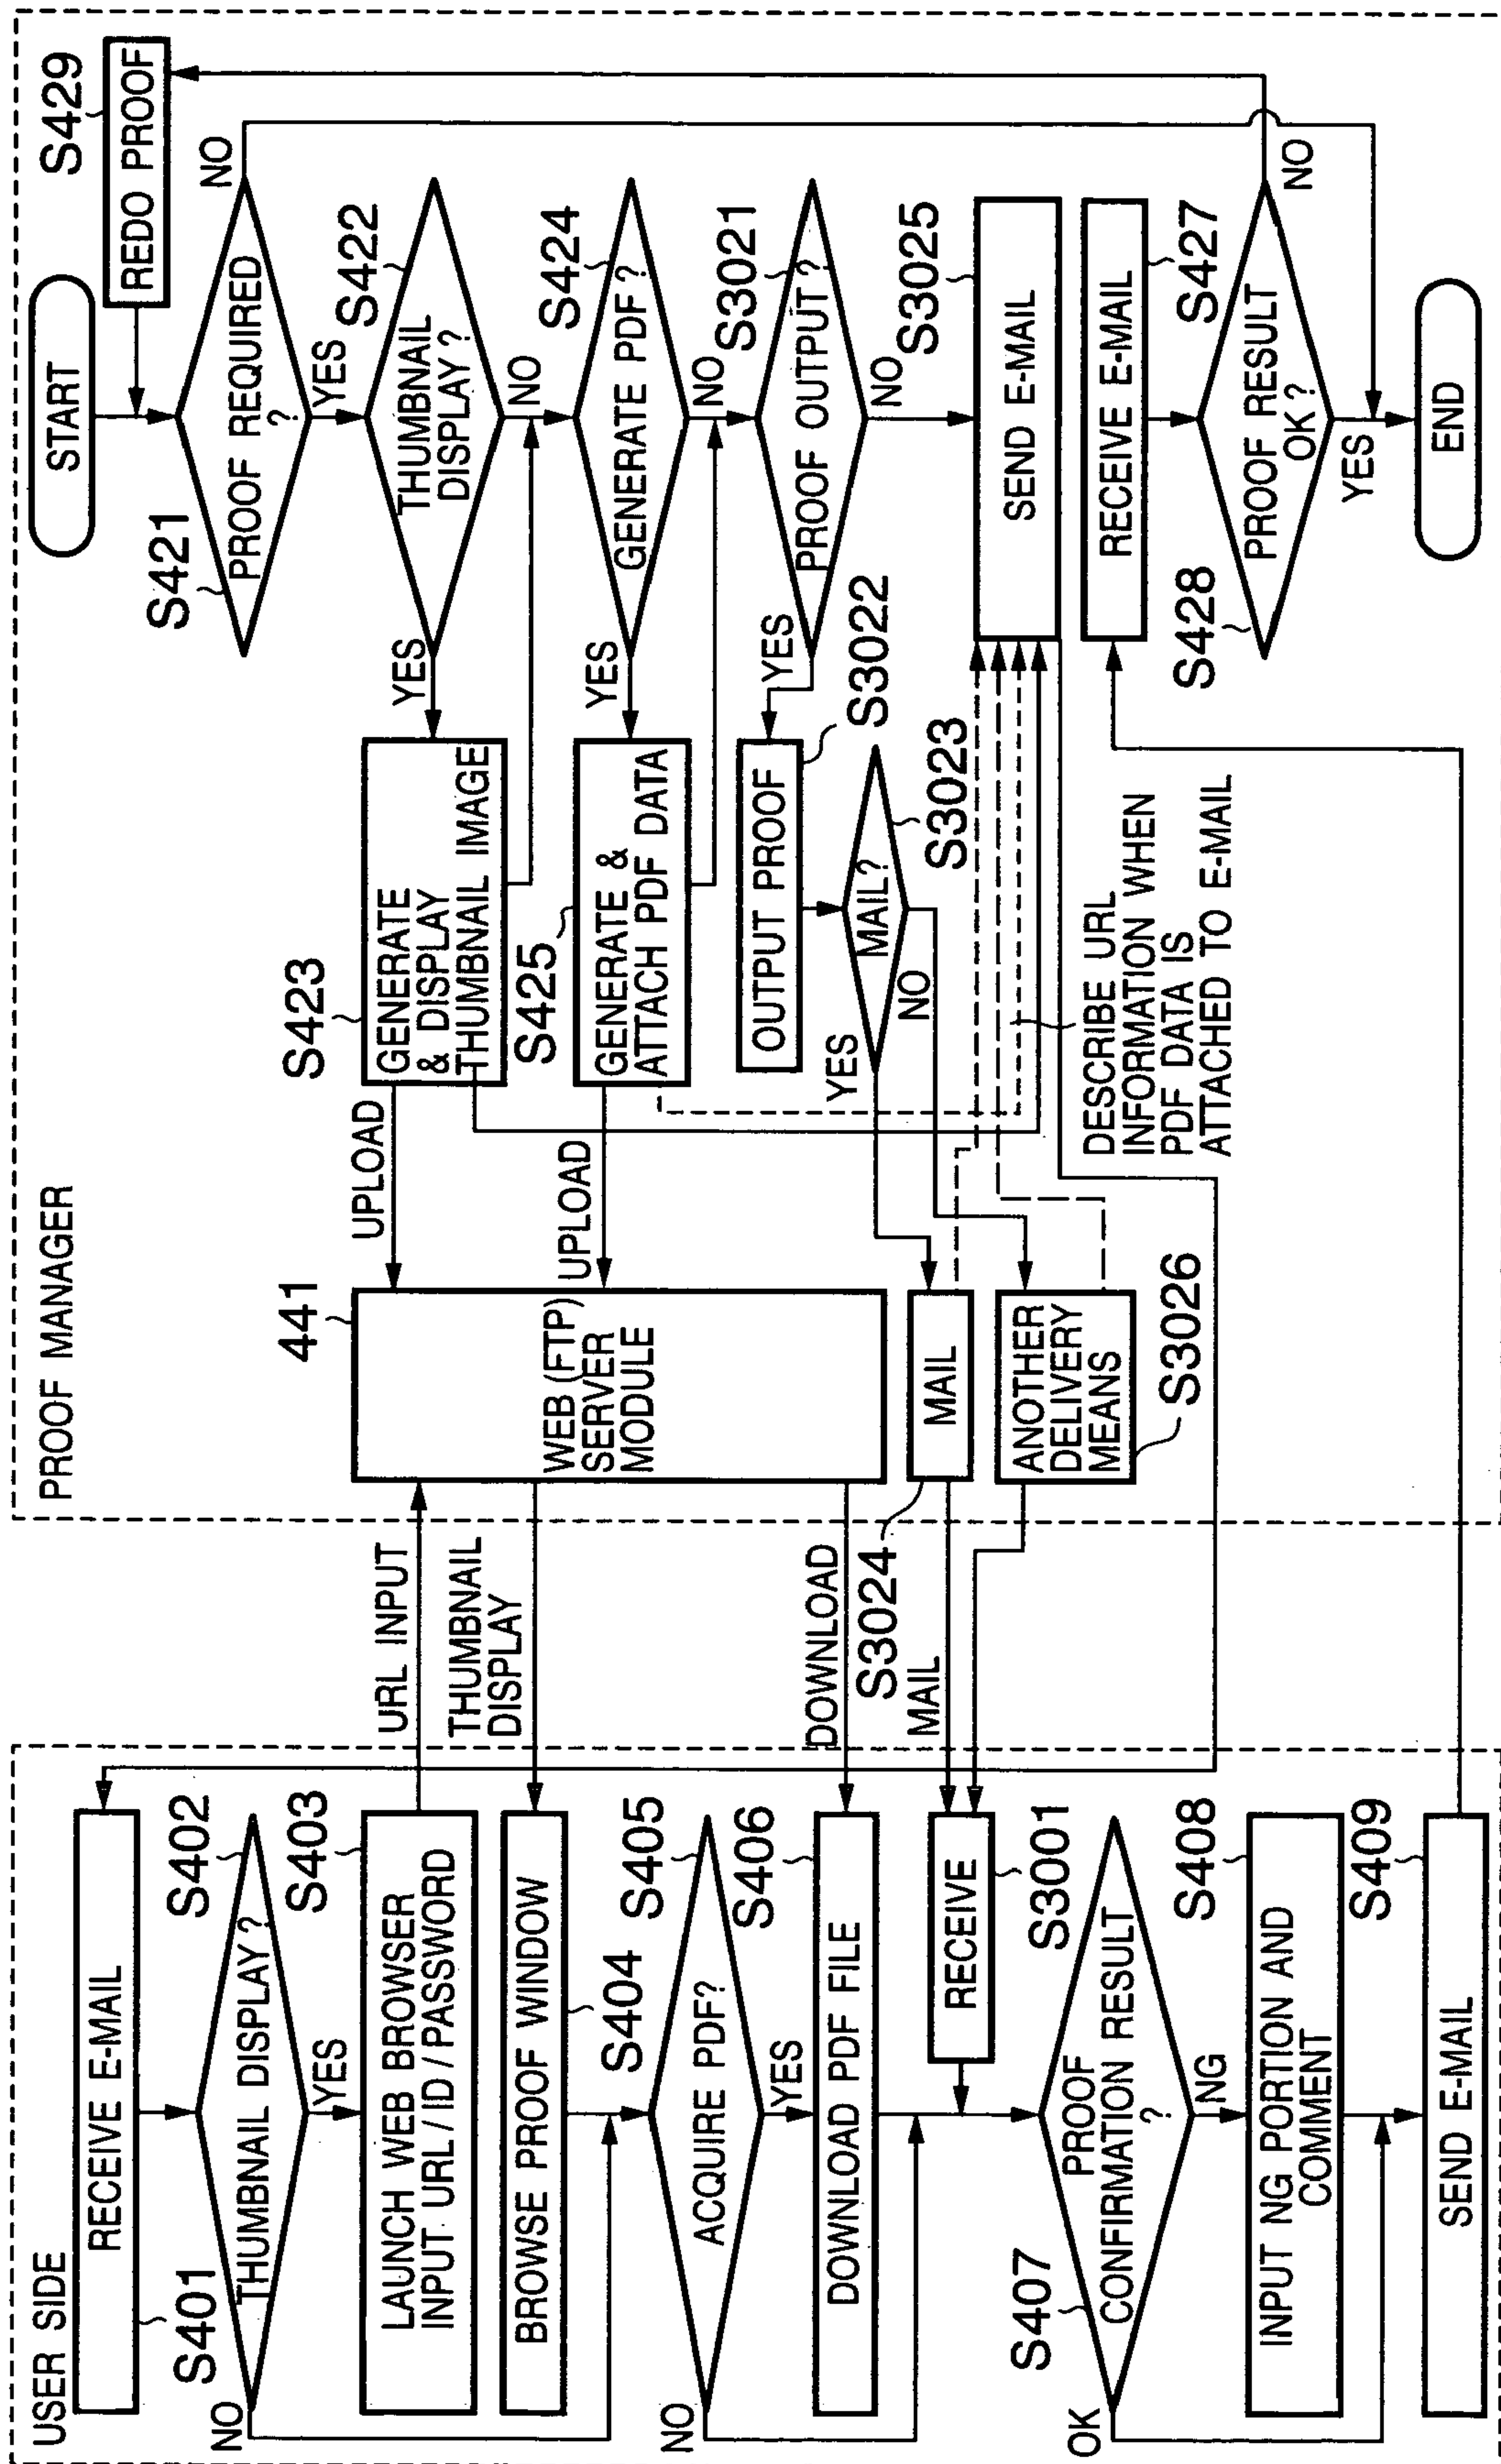 USER SIDE
RECEIVE E-MAIL
S401
THUMBNAIL DISPLAY?
S402
NO
YES
LAUNCH WEB BROWSER
INPUT URL/ID/PASSWORD
S403
BROWSE PROOF WINDOW
S404
ACQUIRE PDF?
S405
NO
YES
DOWNLOAD PDF FILE
S406
RECEIVE
S3001
PROOF
CONFIRMATION RESULT
?
S407
OK
NG
INPUT NG PORTION AND
COMMENT
S408
SEND E-MAIL
S409
URL INPUT
THUMBNAIL
DISPLAY
DOWNLOAD
S3024
MAIL
PROOF MANAGER
441
WEB (FTP)
SERVER
MODULE
UPLOAD
UPLOAD
MAIL
ANOTHER
DELIVERY
MEANS
S3026
S423
GENERATE
& DISPLAY
THUMBNAIL IMAGE
S425
GENERATE &
ATTACH PDF DATA
OUTPUT PROOF
S3022
MAIL?
S3023
YES
NO
DESCRIBE URL
INFORMATION WHEN
PDF DATA IS
ATTACHED TO E-MAIL
START
S429
REDO PROOF
S421
PROOF REQUIRED
?
NO
YES
S422
THUMBNAIL
DISPLAY?
YES
NO
S424
GENERATE PDF?
YES
NO
S3021
PROOF OUTPUT?
YES
NO
S3025
SEND E-MAIL
RECEIVE E-MAIL
S427
S428
PROOF RESULT
OK?
NO
YES
END